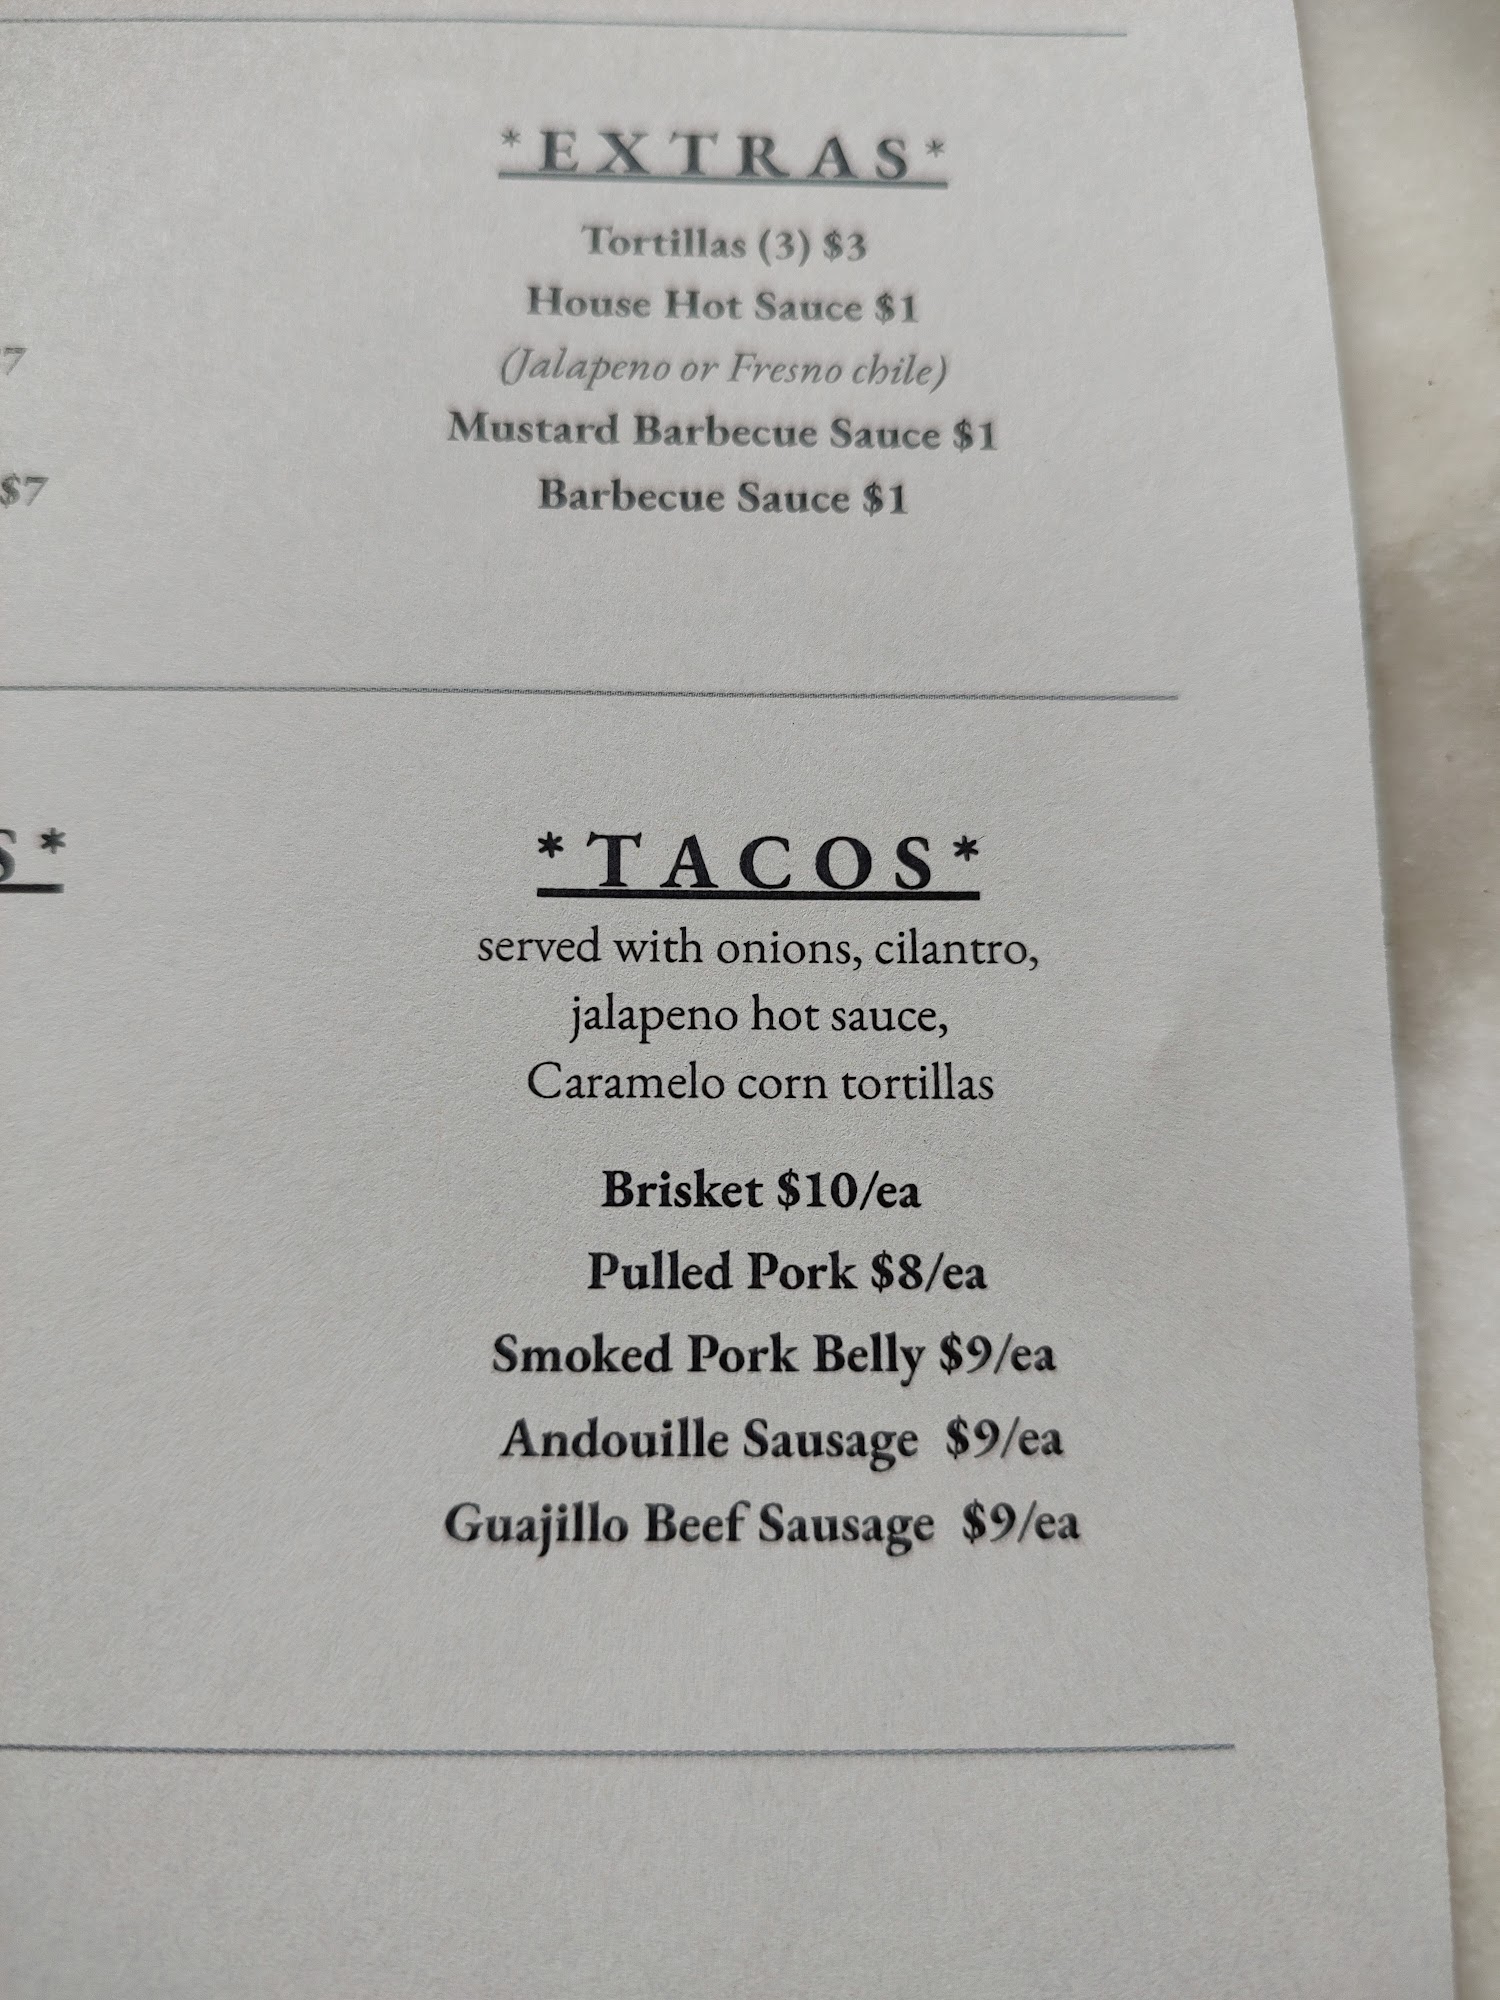 *EXTRAS*
Tortillas (3) $3
House Hot Sauce $1
(Jalapeno or Fresno chile)
Mustard Barbecue Sauce $1
Barbecue Sauce $1
7
$7
S*
*TACOS*
served with onions, cilantro,
jalapeno hot sauce,
Caramelo corn tortillas
Brisket $10/ea
Pulled Pork $8/ea
Smoked Pork Belly $9/ea
Andouille Sausage  $9/ea
Guajillo Beef Sausage  $9/ea